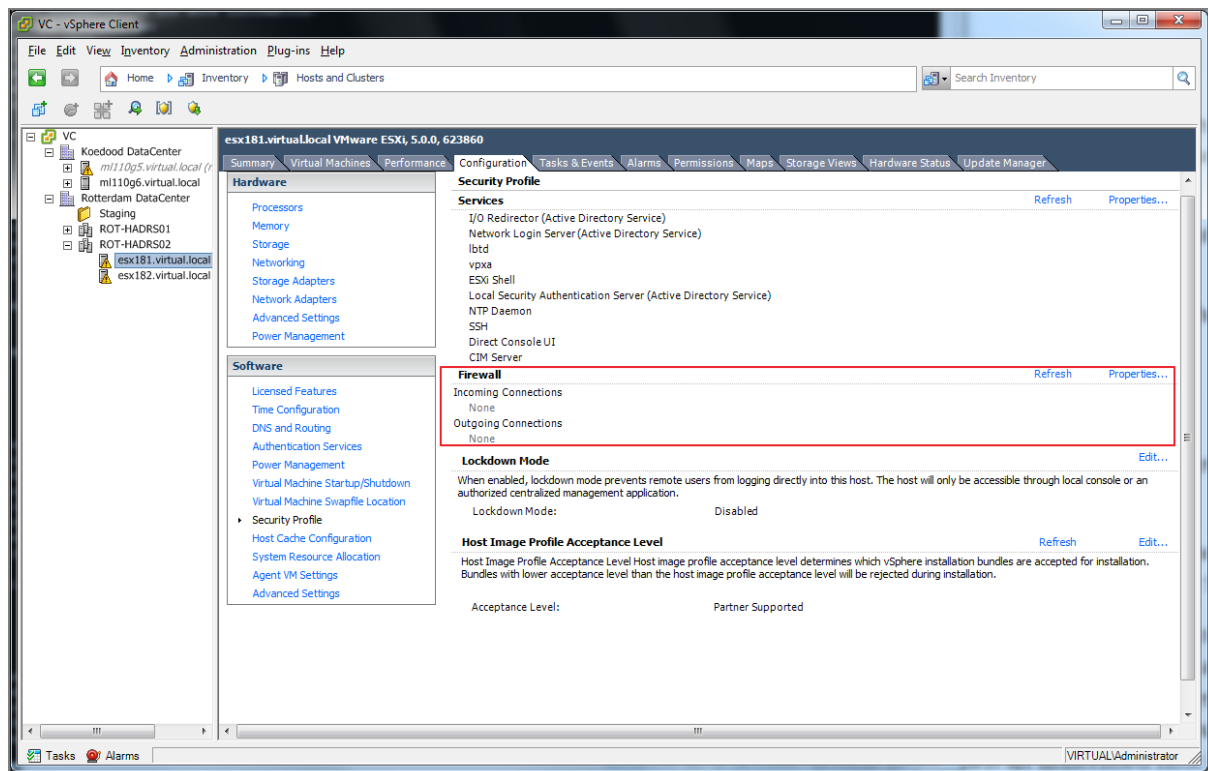 VC - vSphere Client
File Edit View Inventory Administration Plug-ins Help
Home Inventory Hosts and Clusters
Search Inventory
VC
Koedood DataCenter
ml110g5.virtual.local (r
ml110g6.virtual.local
Rotterdam DataCenter
Staging
ROT-HADRS01
ROT-HADRS02
esx181.virtual.local
esx182.virtual.local
esx181.virtual.local VMware ESXi, 5.0.0, 623860
Summary Virtual Machines Performance Configuration Tasks & Events Alarms Permissions Maps Storage Views Hardware Status Update Manager
Hardware
Processors
Memory
Storage
Networking
Storage Adapters
Network Adapters
Advanced Settings
Power Management
Software
Licensed Features
Time Configuration
DNS and Routing
Authentication Services
Power Management
Virtual Machine Startup/Shutdown
Virtual Machine Swapfile Location
Security Profile
Host Cache Configuration
System Resource Allocation
Agent VM Settings
Advanced Settings
Security Profile
Services Refresh Properties...
I/O Redirector (Active Directory Service)
Network Login Server (Active Directory Service)
lbtd
vpxa
ESXi Shell
Local Security Authentication Server (Active Directory Service)
NTP Daemon
SSH
Direct Console UI
CIM Server
Firewall Refresh Properties...
Incoming Connections
None
Outgoing Connections
None
Lockdown Mode Edit...
When enabled, lockdown mode prevents remote users from logging directly into this host. The host will only be accessible through local console or an
authorized centralized management application.
Lockdown Mode: Disabled
Host Image Profile Acceptance Level Refresh Edit...
Host Image Profile Acceptance Level Host image profile acceptance level determines which vSphere installation bundles are accepted for installation.
Bundles with lower acceptance level than the host image profile acceptance level will be rejected during installation.
Acceptance Level: Partner Supported
Tasks Alarms VIRTUAL\Administrator